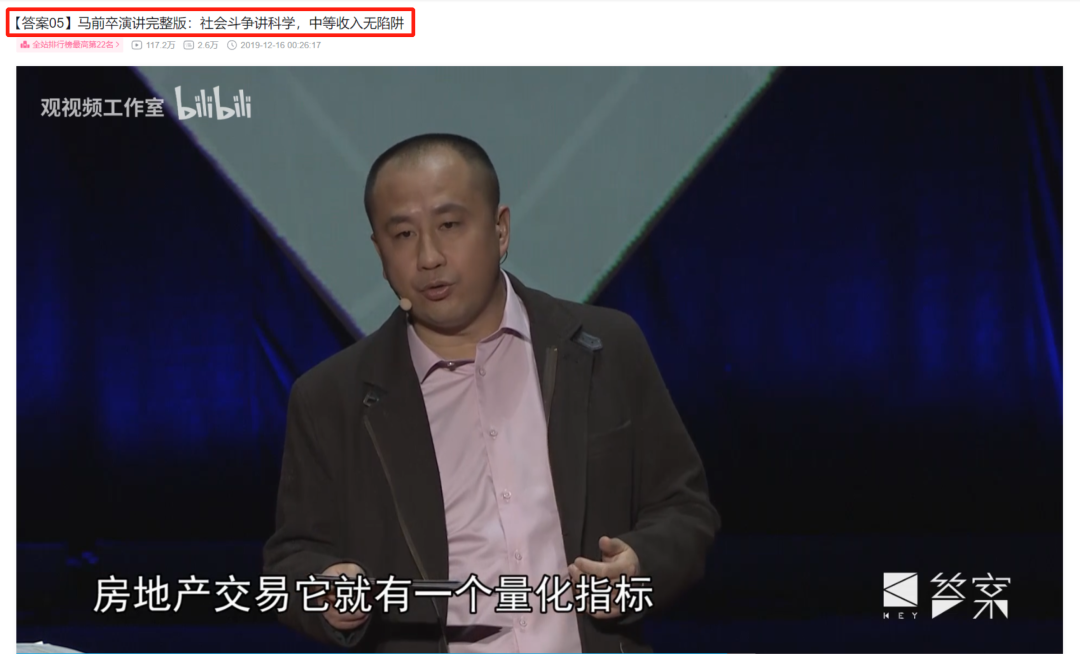 【答案05】马前卒演讲完整版：社会斗争讲科学，中等收入无陷阱
全站排行榜最高第22名 > 117.2万 2.6万 2019-12-16 00:26:17
观视频工作室 bilibili
房地产交易它就有一个量化指标
答案
KEY